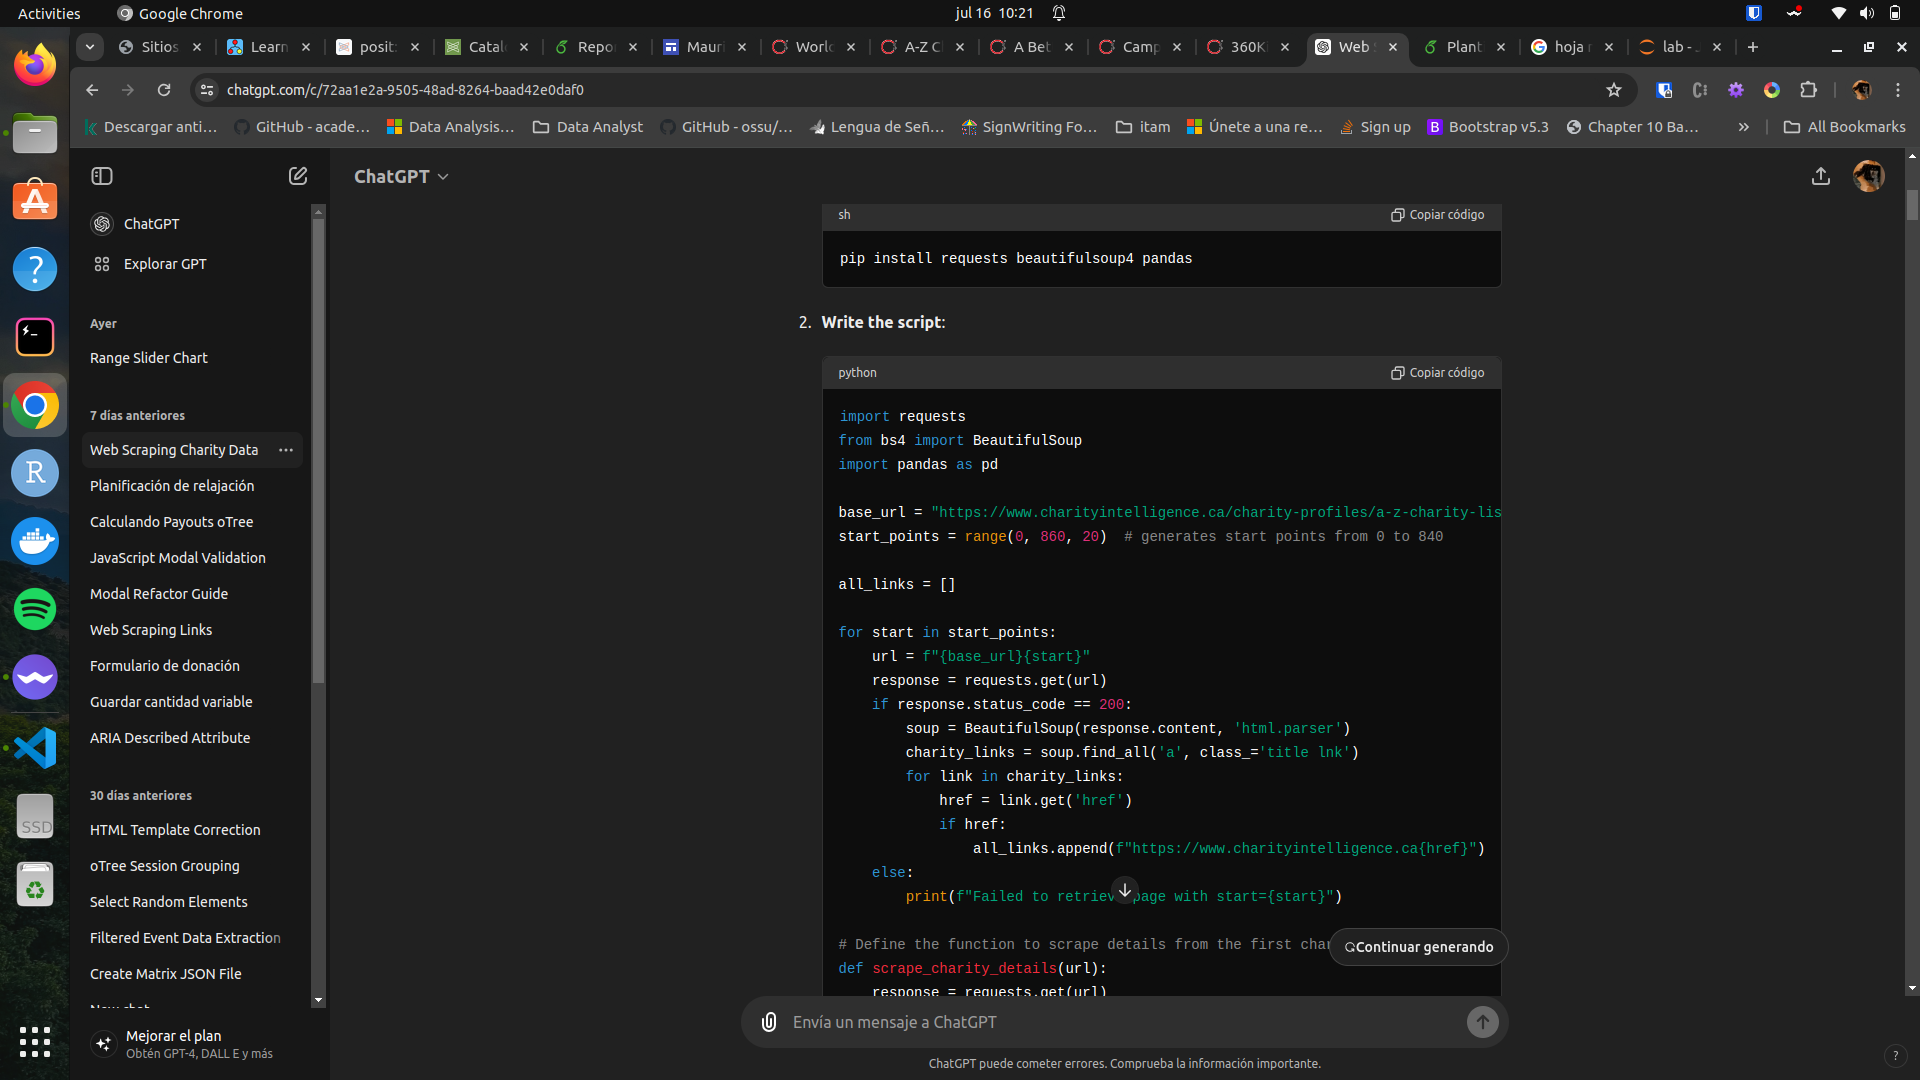 Activities
Google Chrome
jul 16 10:21
Sitios
Learn
posit
Catal
Repo
Mauri
World
A-Z C
A Bet
Camp
360K
Web
Plant
hoja
lab -
chatgpt.com/c/72aa1e2a-9505-48ad-8264-baad42e0daf0
Descargar anti...
GitHub - acade...
Data Analysis...
Data Analyst
GitHub - ossu/...
Lengua de Señ...
SignWriting Fo...
itam
Únete a una re...
Sign up
Bootstrap v5.3
Chapter 10 Ba...
All Bookmarks
ChatGPT
Explorar GPT
Ayer
Range Slider Chart
7 días anteriores
Web Scraping Charity Data
Planificación de relajación
Calculando Payouts oTree
JavaScript Modal Validation
Modal Refactor Guide
Web Scraping Links
Formulario de donación
Guardar cantidad variable
ARIA Described Attribute
30 días anteriores
HTML Template Correction
oTree Session Grouping
Select Random Elements
Filtered Event Data Extraction
Create Matrix JSON File
New chat
Mejorar el plan
Obtén GPT-4, DALL E y más
SSD
ChatGPT
sh
Copiar código
pip install requests beautifulsoup4 pandas
2. Write the script:
python
Copiar código
import requests
from bs4 import BeautifulSoup
import pandas as pd
base_url = "https://www.charityintelligence.ca/charity-profiles/a-z-charity-lis
start_points = range(0, 860, 20)  # generates start points from 0 to 840
all_links = []
for start in start_points:
    url = f"{base_url}{start}"
    response = requests.get(url)
    if response.status_code == 200:
        soup = BeautifulSoup(response.content, 'html.parser')
        charity_links = soup.find_all('a', class_='title lnk')
        for link in charity_links:
            href = link.get('href')
            if href:
                all_links.append(f"https://www.charityintelligence.ca{href}")
    else:
        print(f"Failed to retrieve page with start={start}")
# Define the function to scrape details from the first char
def scrape_charity_details(url):
    response = requests.get(url)
Continuar generando
Envía un mensaje a ChatGPT
ChatGPT puede cometer errores. Comprueba la información importante.
?